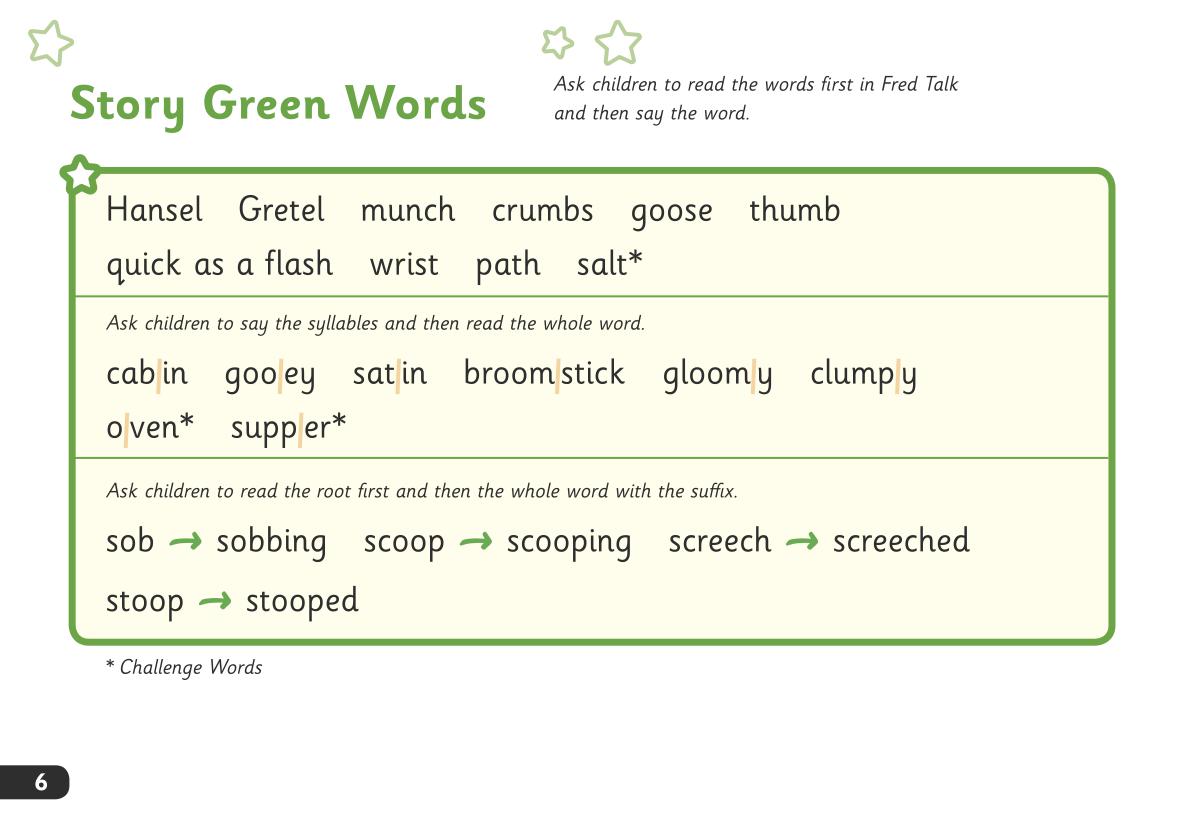 Story Green Words
Ask children to read the words first in Fred Talk
and then say the word.
Hansel Gretel munch crumbs goose thumb
quick as a flash wrist path salt*
Ask children to say the syllables and then read the whole word.
cab|in goo|ey sat|in broom|stick gloom|y clump|y
o|ven* supp|er*
Ask children to read the root first and then the whole word with the suffix.
sob → sobbing scoop → scooping screech → screeched
stoop → stooped
* Challenge Words
6